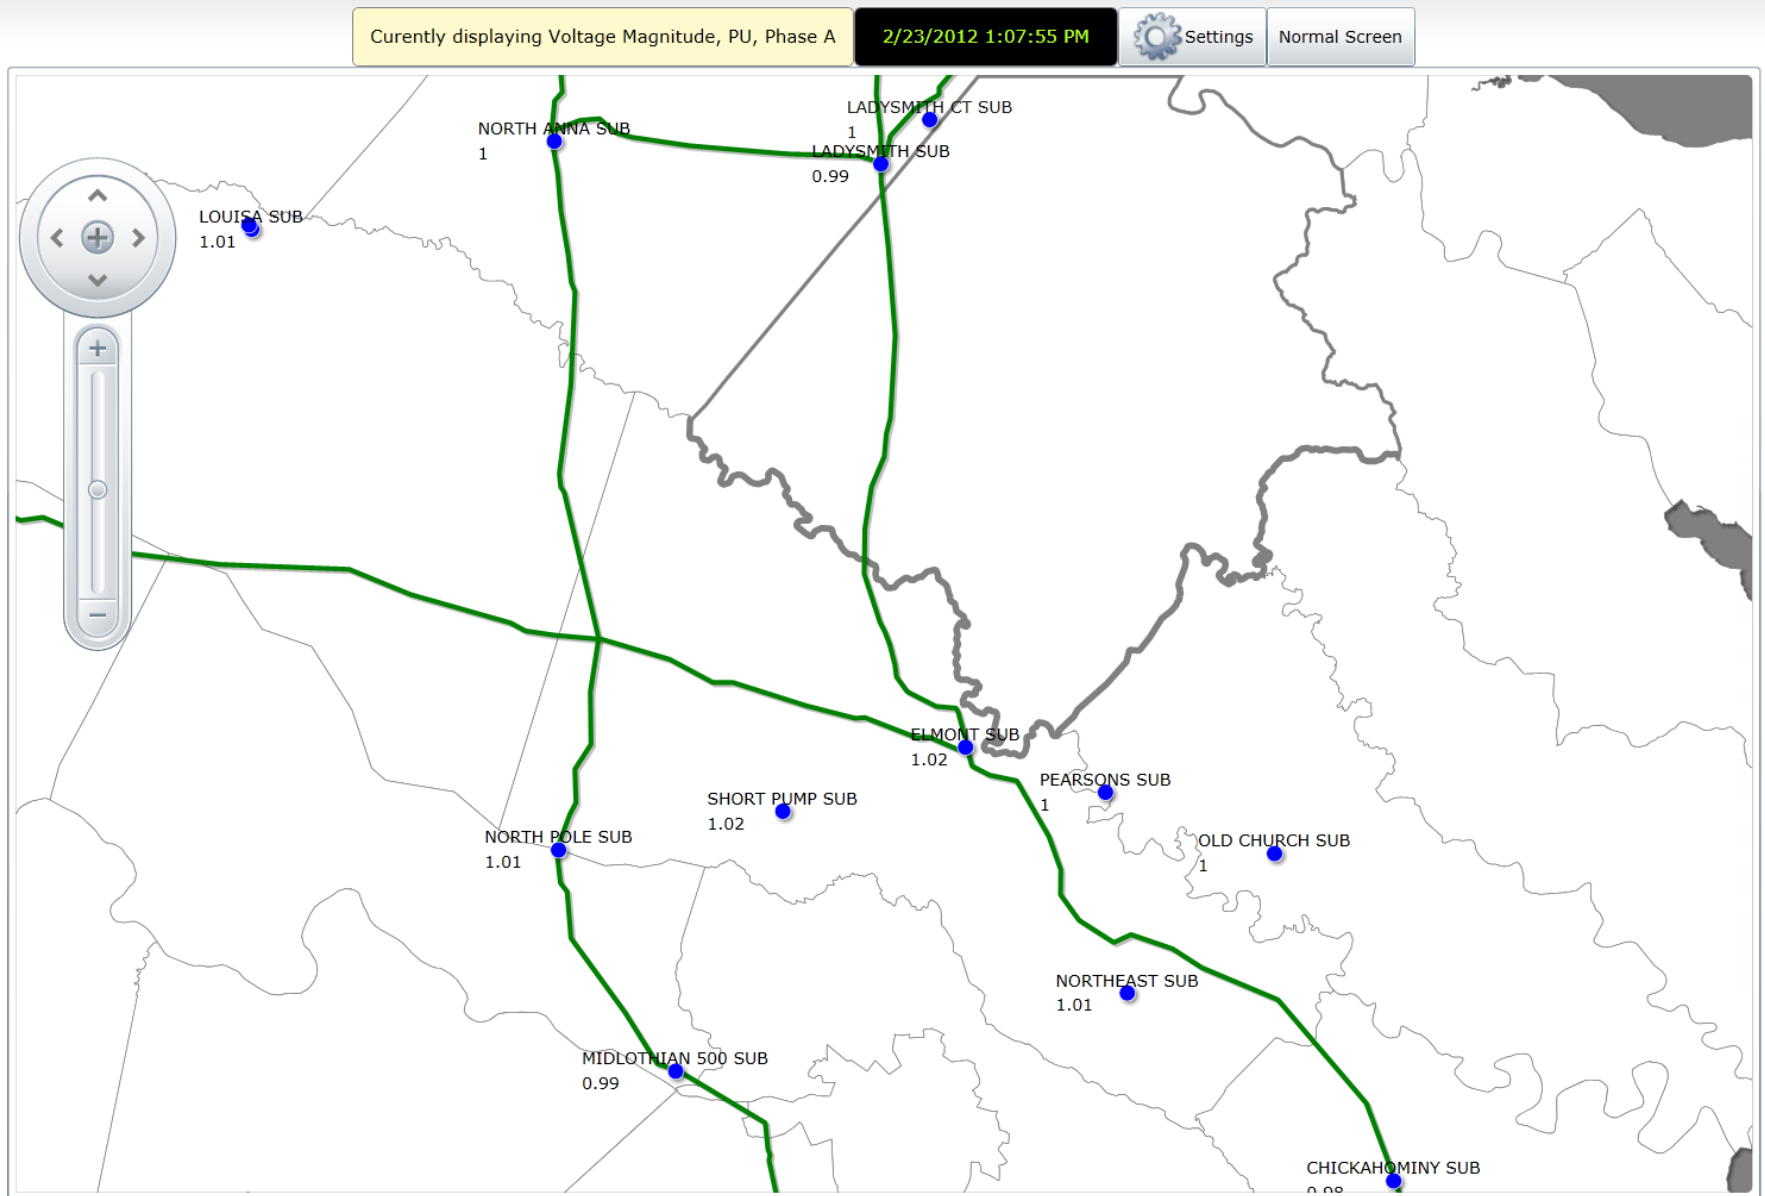 Curently displaying Voltage Magnitude, PU, Phase A
2/23/2012 1:07:55 PM
Settings
Normal Screen
LADYSMITH CT SUB
1
NORTH ANNA SUB
1
LADYSMITH SUB
0.99
LOUISA SUB
1.01
ELMONT SUB
1.02
PEARSONS SUB
1
SHORT PUMP SUB
1.02
NORTH POLE SUB
1.01
OLD CHURCH SUB
1
NORTHEAST SUB
1.01
MIDLOTHIAN 500 SUB
0.99
CHICKAHOMINY SUB
0.98